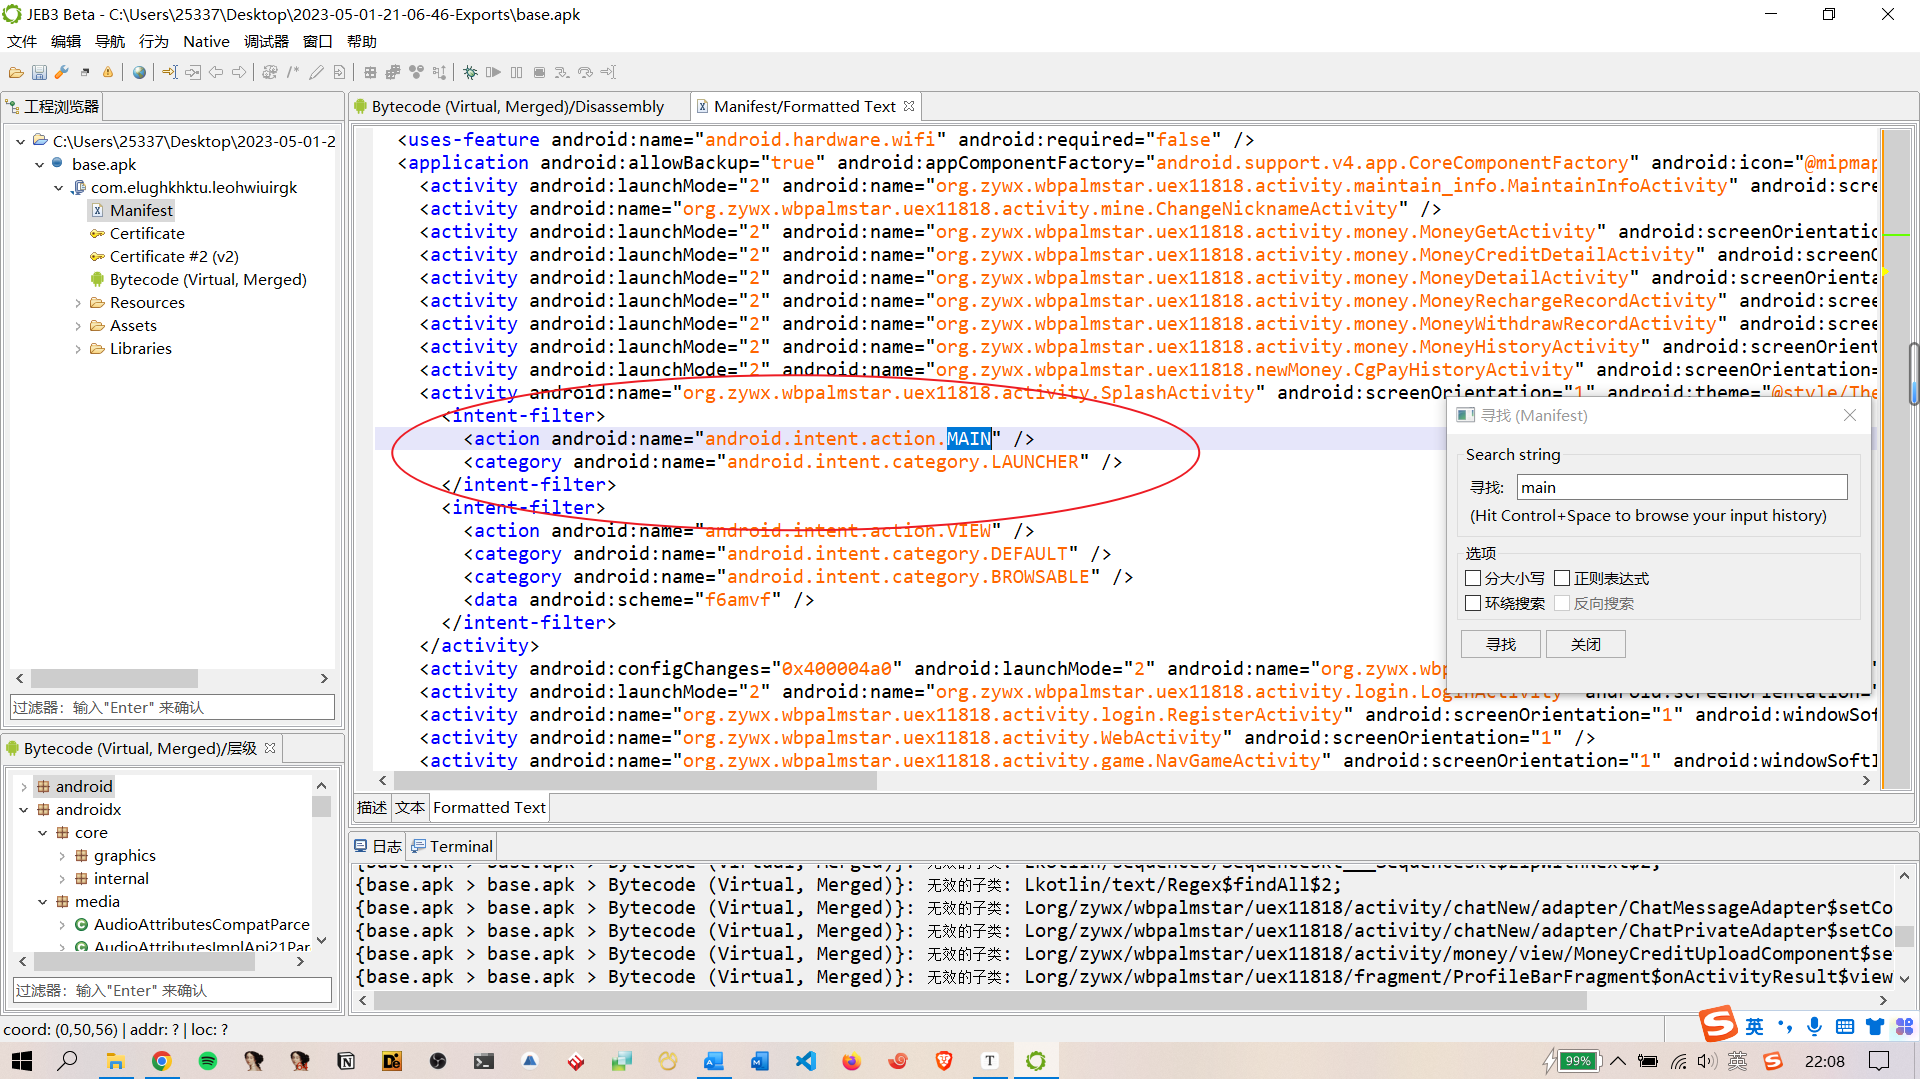 JEB3 Beta - C:\Users\25337\Desktop\2023-05-01-21-06-46-Exports\base.apk
文件 编辑 导航 行为 Native 调试器 窗口 帮助
工程浏览器
C:\Users\25337\Desktop\2023-05-01-2
base.apk
com.elughkhktu.leohwiuirgk
Manifest
Certificate
Certificate #2 (v2)
Bytecode (Virtual, Merged)
Resources
Assets
Libraries
过滤器：输入"Enter" 来确认
Bytecode (Virtual, Merged)/层级
android
androidx
core
graphics
internal
media
AudioAttributesCompatParce
AudioAttributesImplApi21Par
过滤器：输入"Enter" 来确认
Bytecode (Virtual, Merged)/Disassembly
Manifest/Formatted Text
<uses-feature android:name="android.hardware.wifi" android:required="false" />
<application android:allowBackup="true" android:appComponentFactory="android.support.v4.app.CoreComponentFactory" android:icon="@mipmap
<activity android:launchMode="2" android:name="org.zywx.wbpalmstar.uex11818.activity.maintain_info.MaintainInfoActivity" android:scre
<activity android:name="org.zywx.wbpalmstar.uex11818.activity.mine.ChangeNicknameActivity" />
<activity android:launchMode="2" android:name="org.zywx.wbpalmstar.uex11818.activity.money.MoneyGetActivity" android:screenOrientatic
<activity android:launchMode="2" android:name="org.zywx.wbpalmstar.uex11818.activity.money.MoneyCreditDetailActivity" android:screenO
<activity android:launchMode="2" android:name="org.zywx.wbpalmstar.uex11818.activity.money.MoneyDetailActivity" android:screenOrienta
<activity android:launchMode="2" android:name="org.zywx.wbpalmstar.uex11818.activity.money.MoneyRechargeRecordActivity" android:scree
<activity android:launchMode="2" android:name="org.zywx.wbpalmstar.uex11818.activity.money.MoneyWithdrawRecordActivity" android:scree
<activity android:launchMode="2" android:name="org.zywx.wbpalmstar.uex11818.activity.money.MoneyHistoryActivity" android:screenOrient
<activity android:launchMode="2" android:name="org.zywx.wbpalmstar.uex11818.newMoney.CgPayHistoryActivity" android:screenOrientation=
<activity android:name="org.zywx.wbpalmstar.uex11818.activity.SplashActivity" android:screenOrientation="1" android:theme="@style/The
<intent-filter>
<action android:name="android.intent.action.MAIN" />
<category android:name="android.intent.category.LAUNCHER" />
</intent-filter>
<intent-filter>
<action android:name="android.intent.action.VIEW" />
<category android:name="android.intent.category.DEFAULT" />
<category android:name="android.intent.category.BROWSABLE" />
<data android:scheme="f6amvf" />
</intent-filter>
</activity>
<activity android:configChanges="0x400004a0" android:launchMode="2" android:name="org.zywx.wbp
<activity android:launchMode="2" android:name="org.zywx.wbpalmstar.uex11818.activity.login.LoginActivity" android:screenOrientation="
<activity android:name="org.zywx.wbpalmstar.uex11818.activity.login.RegisterActivity" android:screenOrientation="1" android:windowSof
<activity android:name="org.zywx.wbpalmstar.uex11818.activity.WebActivity" android:screenOrientation="1" />
<activity android:name="org.zywx.wbpalmstar.uex11818.activity.game.NavGameActivity" android:screenOrientation="1" android:windowSoftI
描述 文本 Formatted Text
寻找 (Manifest)
Search string
寻找: main
(Hit Control+Space to browse your input history)
选项
分大小写 正则表达式
环绕搜索 反向搜索
寻找 关闭
日志 Terminal
{base.apk > base.apk > Bytecode (Virtual, Merged)}: 无效的子类: Lkotlin/sequences/SequencesKt___SequencesKt$zipWithNext$2;
{base.apk > base.apk > Bytecode (Virtual, Merged)}: 无效的子类: Lkotlin/text/Regex$findAll$2;
{base.apk > base.apk > Bytecode (Virtual, Merged)}: 无效的子类: Lorg/zywx/wbpalmstar/uex11818/activity/chatNew/adapter/ChatMessageAdapter$setCo
{base.apk > base.apk > Bytecode (Virtual, Merged)}: 无效的子类: Lorg/zywx/wbpalmstar/uex11818/activity/chatNew/adapter/ChatPrivateAdapter$setCo
{base.apk > base.apk > Bytecode (Virtual, Merged)}: 无效的子类: Lorg/zywx/wbpalmstar/uex11818/activity/money/view/MoneyCreditUploadComponent$se
{base.apk > base.apk > Bytecode (Virtual, Merged)}: 无效的子类: Lorg/zywx/wbpalmstar/uex11818/fragment/ProfileBarFragment$onActivityResult$view
coord: (0,50,56) | addr: ? | loc: ?
英
99% 英 22:08